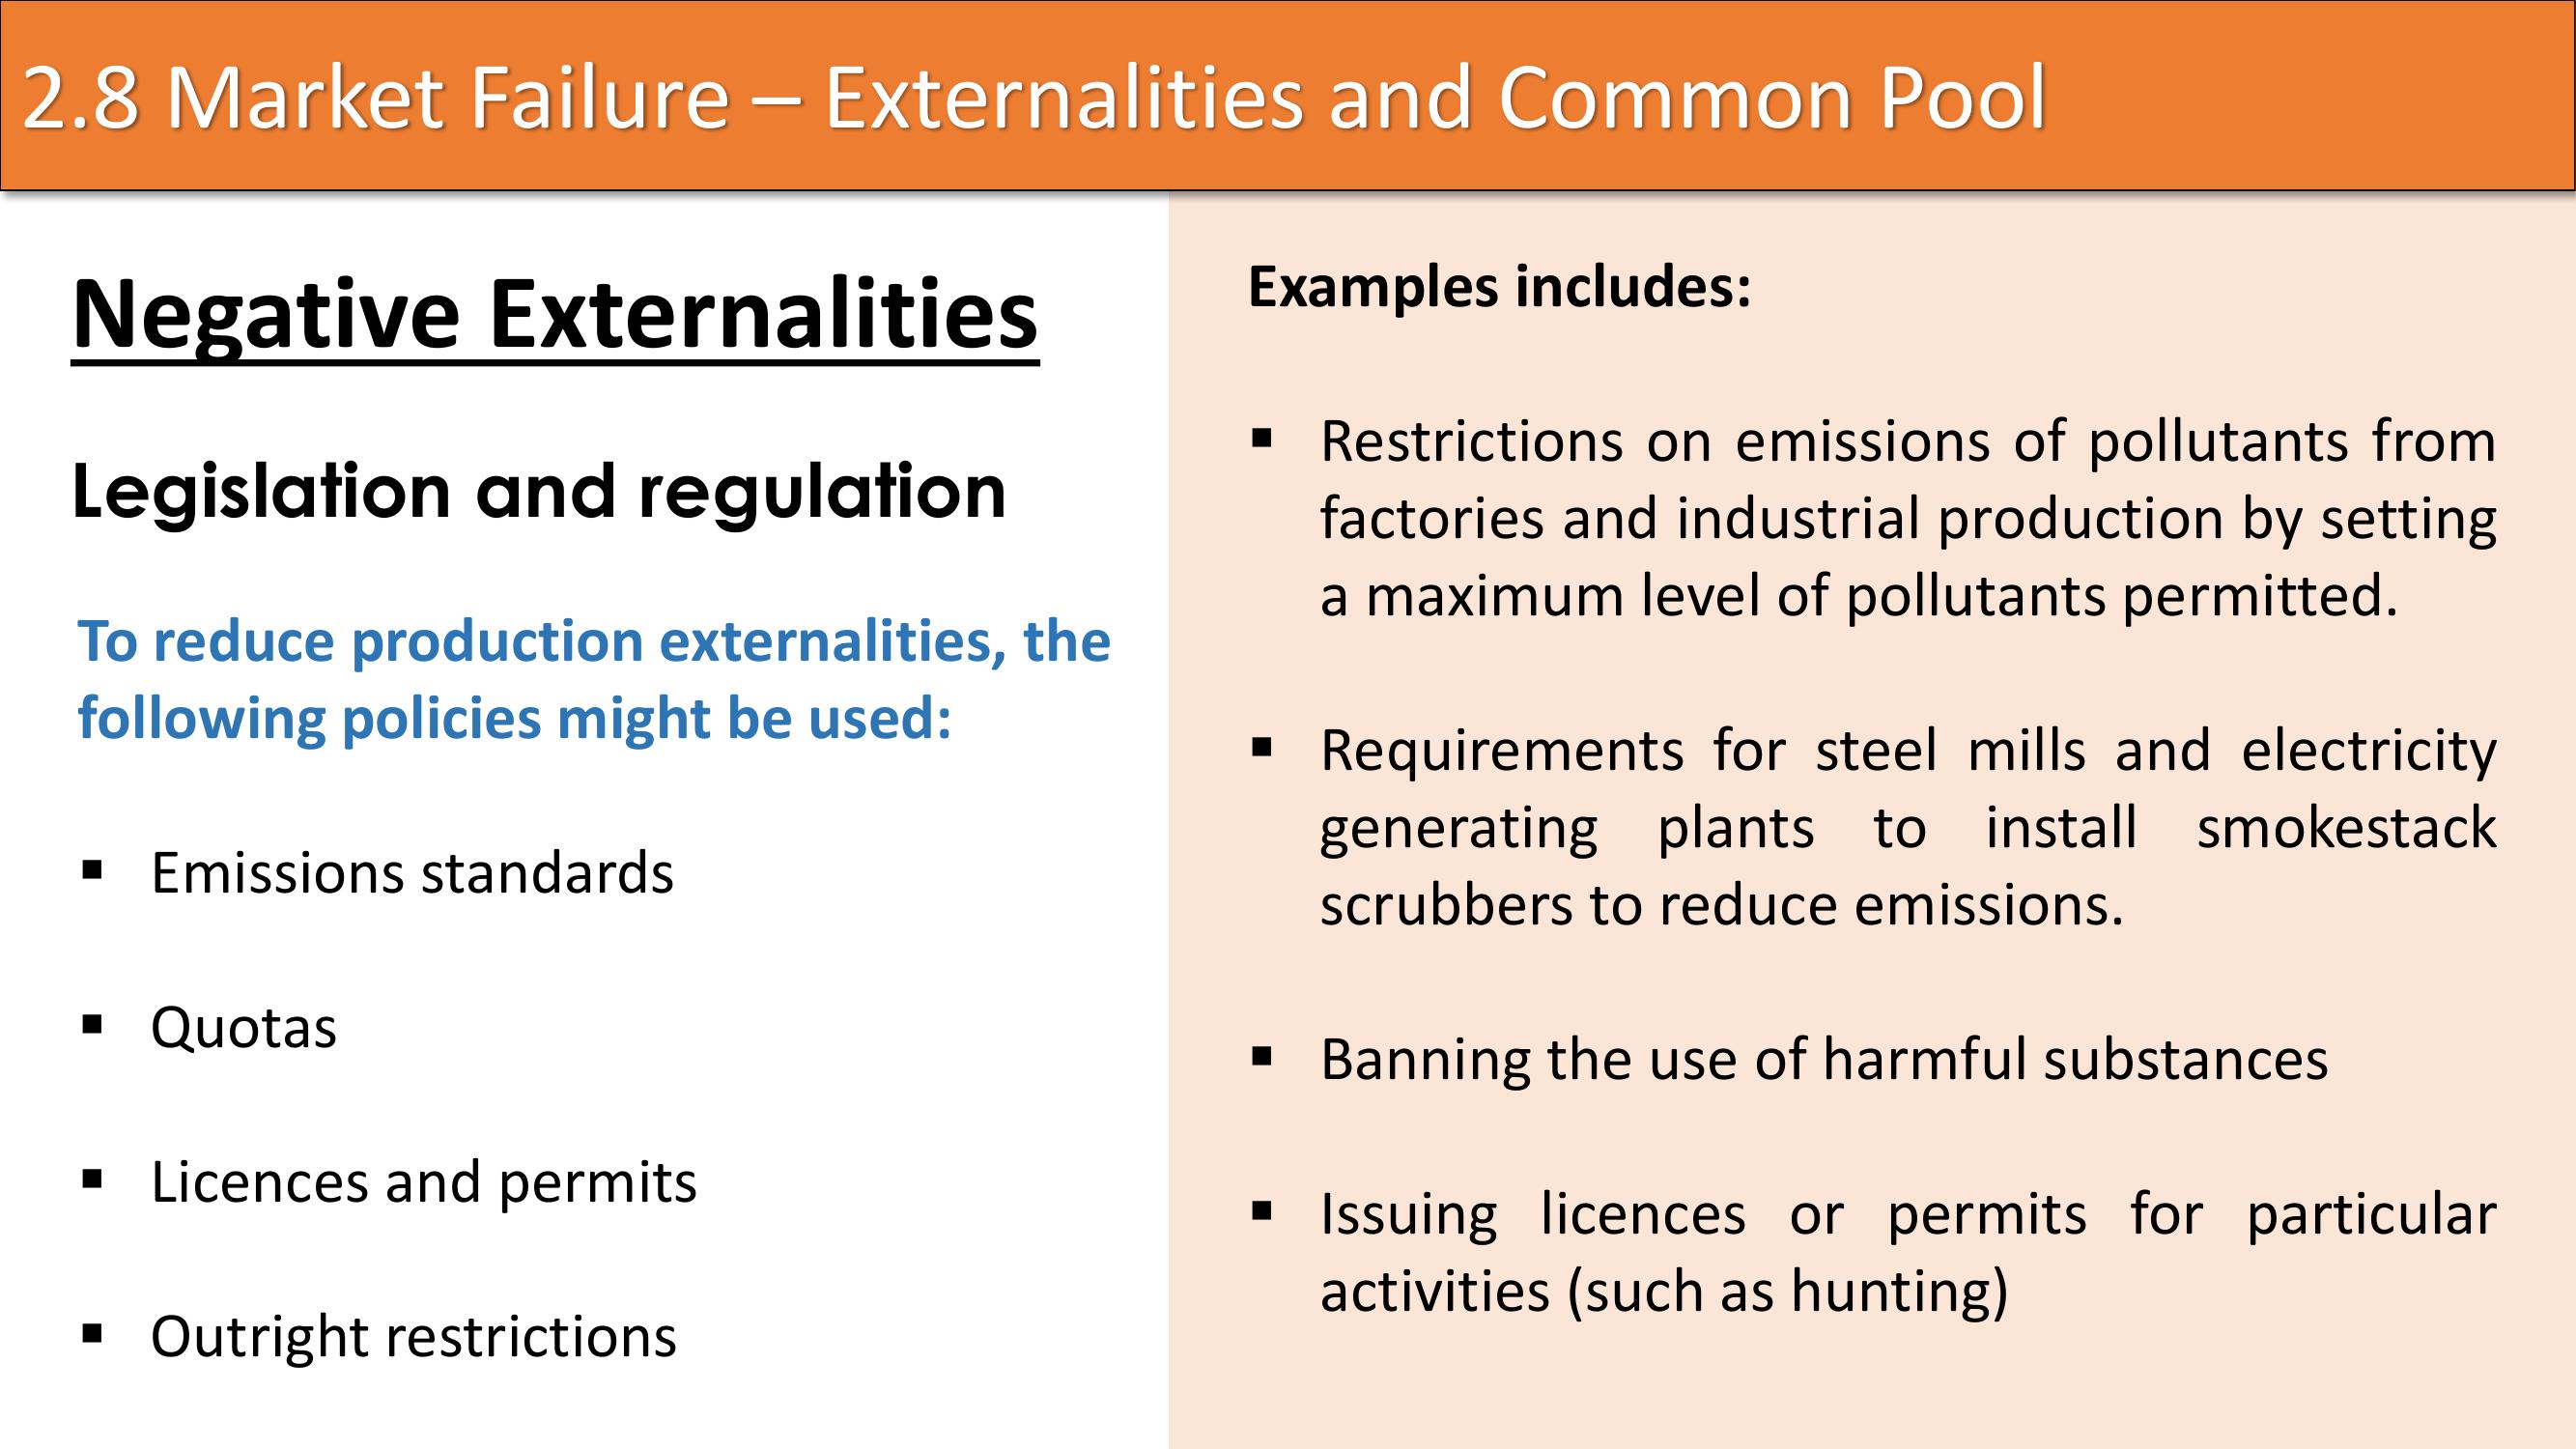 2.8 Market Failure – Externalities and Common Pool
Negative Externalities
Legislation and regulation
To reduce production externalities, the
following policies might be used:
▪ Emissions standards
▪ Quotas
▪ Licences and permits
▪ Outright restrictions
Examples includes:
▪ Restrictions on emissions of pollutants from
factories and industrial production by setting
a maximum level of pollutants permitted.
▪ Requirements for steel mills and electricity
generating plants to install smokestack
scrubbers to reduce emissions.
▪ Banning the use of harmful substances
▪ Issuing licences or permits for particular
activities (such as hunting)